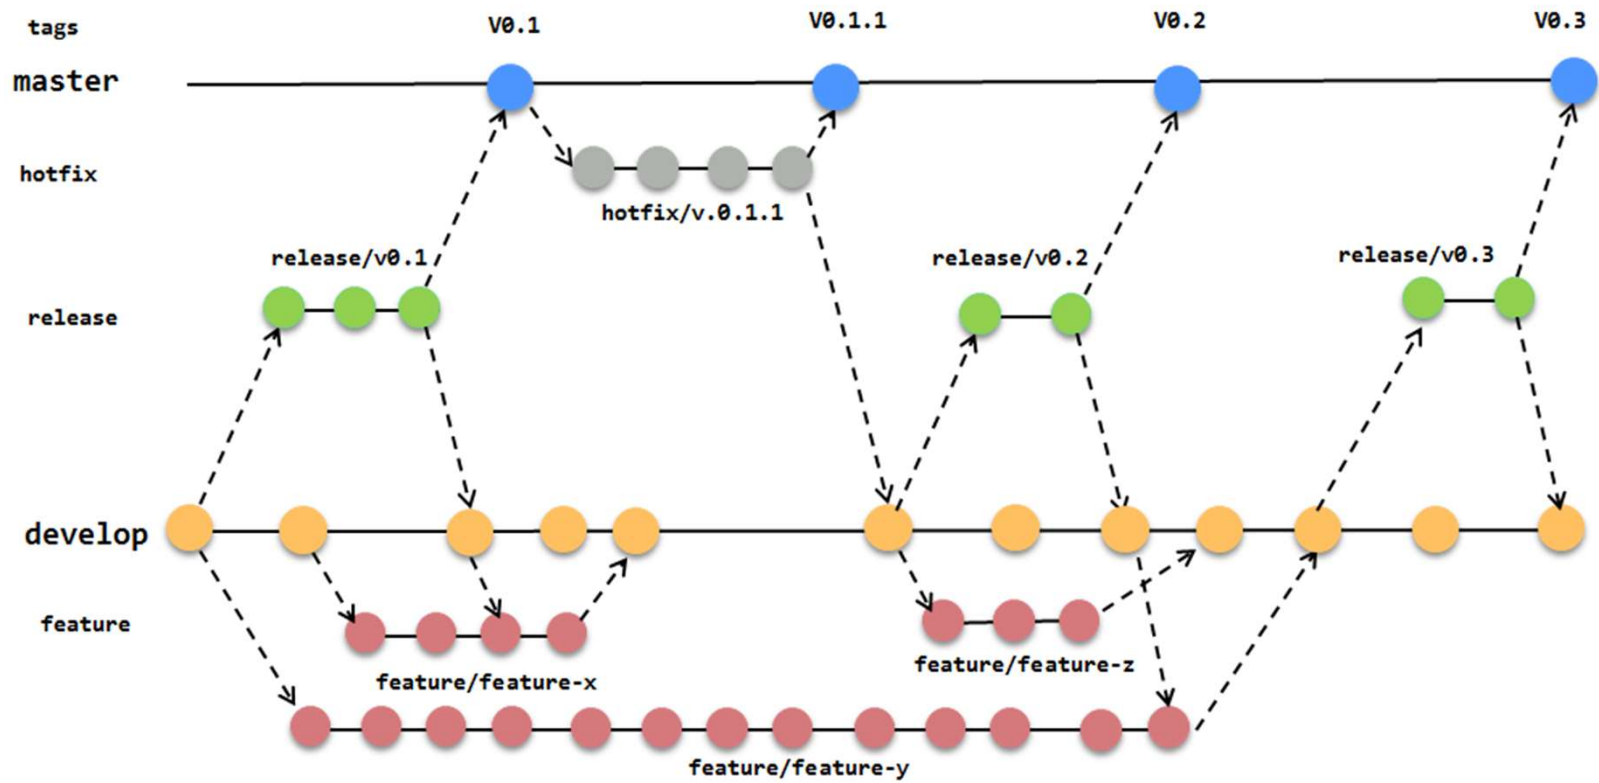 tags
V0.1
V0.1.1
V0.2
V0.3
master
hotfix
hotfix/v.0.1.1
release/v0.1
release/v0.2
release/v0.3
release
develop
feature
feature/feature-x
feature/feature-z
feature/feature-y